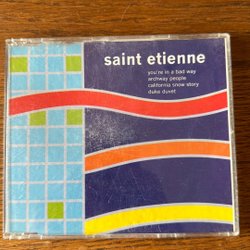 saint etienne
you're in a bad way
archway people
california snow story
duke duvet